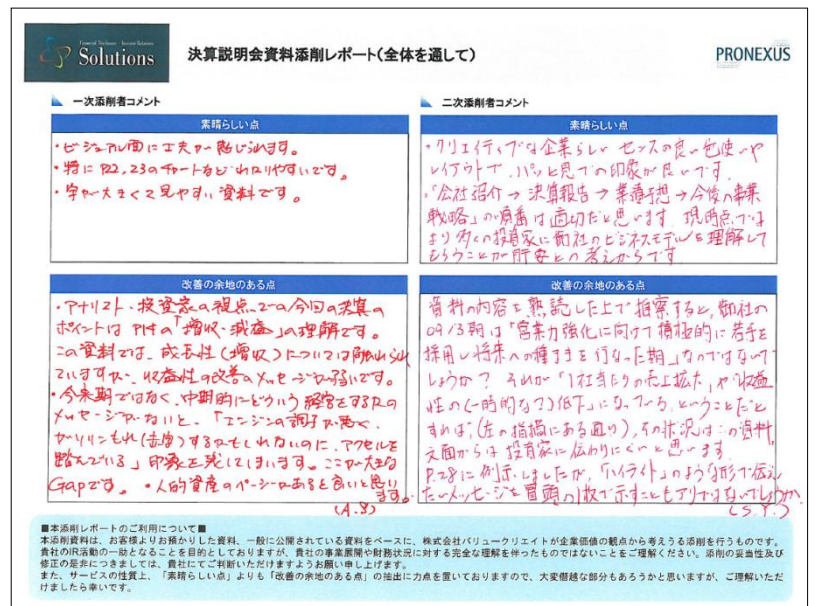 Financial Disclosure・Investor Relations
Solutions
決算説明会資料添削レポート(全体を通して)
PRONEXUS
一次添削者コメント
素晴らしい点
・ビジュアル面に工夫が感じられます。
・特にP22,23のチャートなどわかりやすいです。
・字が大きくて見やすい資料です。
改善の余地のある点
・アナリスト・投資家の視点での今回の決算の
ポイントはP14の「増収・減益」の理解です。
この資料では、成長性(増収)については触れられ
ていますが、収益性の改善のメッセージが弱いです。
・今来期ではなく、中期的にどういう経営をするかの
メッセージがないと、「エンジンの調子が悪く、
ガソリンもれ(赤字)するかもしれないのに、アクセルを
踏んでいる」印象を残してしまいます。ここが大きな
Gapです。 ・人的資産のページがあると良いと思い
ます。
(A.S)
二次添削者コメント
素晴らしい点
・クリエイティブな企業らしいセンスの良い色使いや
レイアウトで、パッと見での印象が良いです。
・「会社紹介→決算報告→業績予想→今後の事業
戦略」の順番は適切だと思います。現時点では
より多くの投資家に御社のビジネスモデルを理解して
もらうことが肝要との考えからです
改善の余地のある点
資料の内容を熟読した上で推察すると、御社の
09/3期は「営業力強化に向けて積極的に若手を
採用し将来への種まきを行なった期」なのではないで
しょうか? それが「1社当たりの売上拡大」や「収益
性の(一時的な?)低下」になっている、ということだと
すれば、(左の指摘にある通り)、その状況はこの資料
文面からは投資家に伝わりにくいと思います。
P.28に例示しましたが、「ハイライト」のような形で伝え
たいメッセージを冒頭の1枚で示すこともアリではないでしょうか。
(S.Y.)
■本添削レポートのご利用について■
本添削資料は、お客様よりお預かりした資料、一般に公開されている資料をベースに、株式会社バリュークリエイトが企業価値の観点から考えうる添削を行うものです。
貴社のIR活動の一助となることを目的としておりますが、貴社の事業展開や財務状況に対する完全な理解を伴ったものではないことをご理解ください。添削の妥当性及び
修正の是非につきましては、貴社にてご判断いただけますようお願い申し上げます。
また、サービスの性質上、「素晴らしい点」よりも「改善の余地のある点」の抽出に力点を置いておりますので、大変僭越な部分もあろうかと思いますが、ご理解いただ
けましたら幸いです。